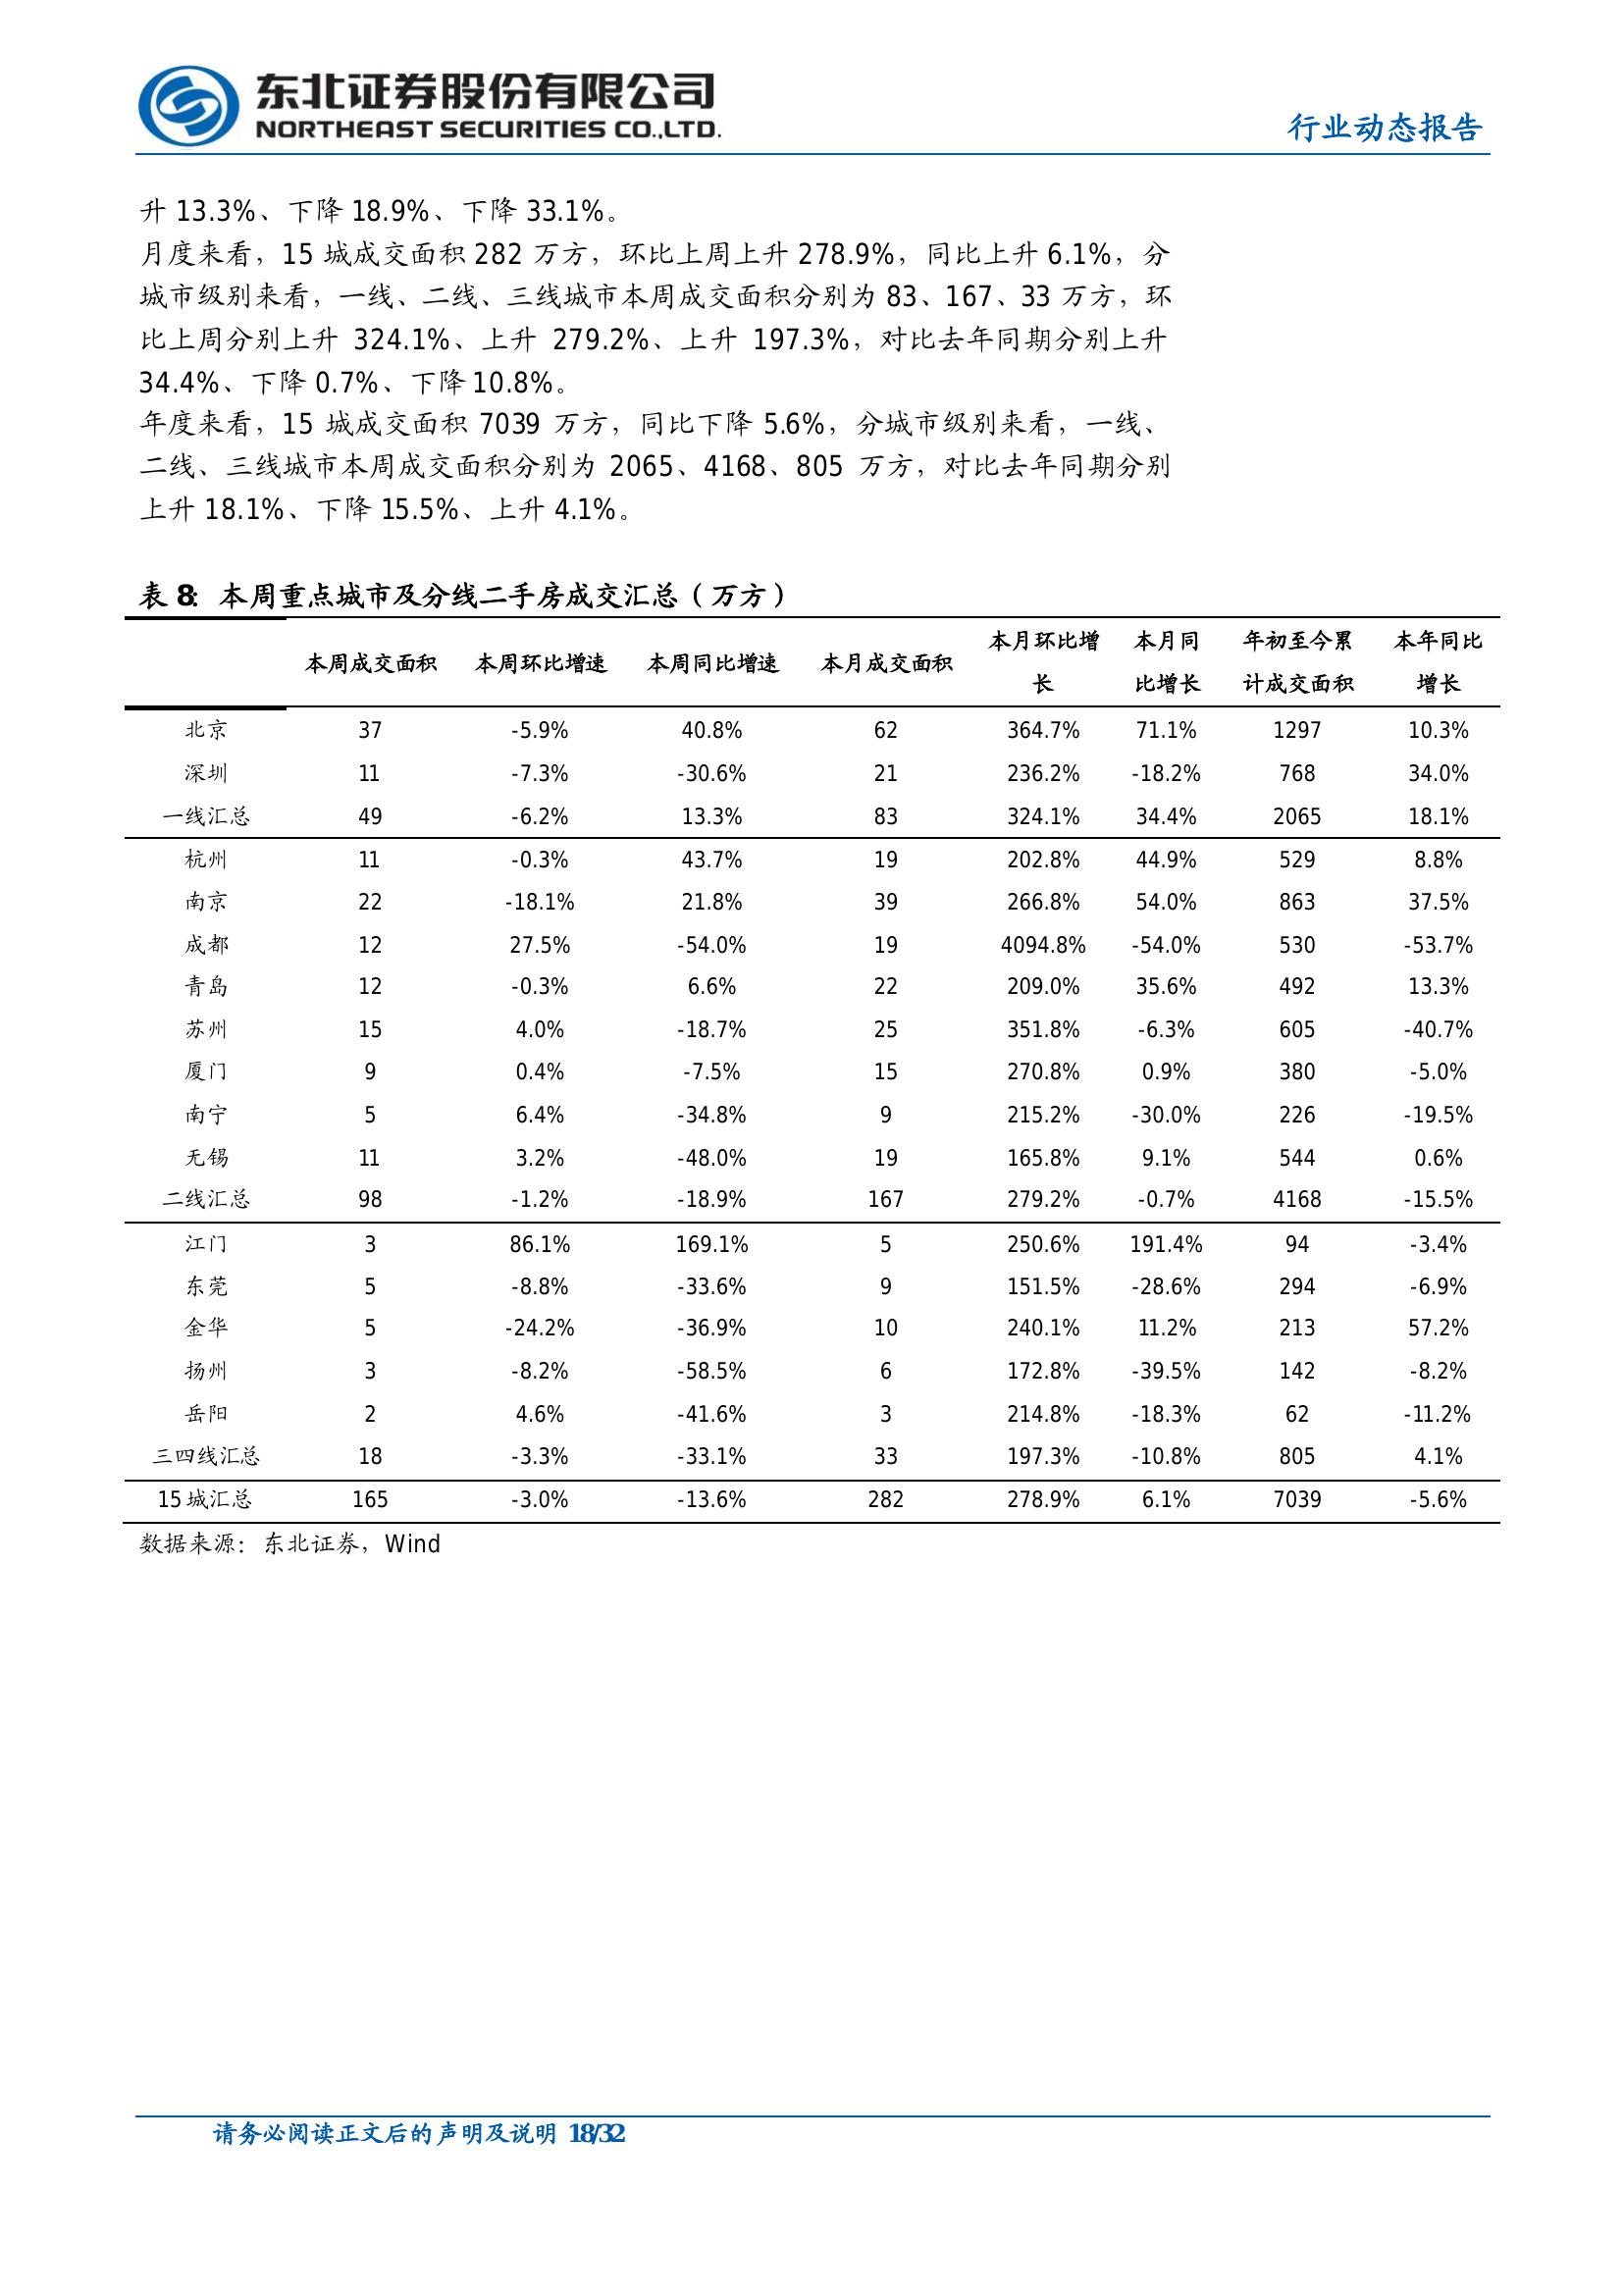 东北证券股份有限公司
NORTHEAST SECURITIES CO.,LTD.
行业动态报告
升 13.3%、下降 18.9%、下降 33.1%。
月度来看，15 城成交面积 282 万方，环比上周上升 278.9%，同比上升 6.1%，分
城市级别来看，一线、二线、三线城市本周成交面积分别为 83、167、33 万方，环
比上周分别上升 324.1%、上升 279.2%、上升 197.3%，对比去年同期分别上升
34.4%、下降 0.7%、下降 10.8%。
年度来看，15 城成交面积 7039 万方，同比下降 5.6%，分城市级别来看，一线、
二线、三线城市本周成交面积分别为 2065、4168、805 万方，对比去年同期分别
上升 18.1%、下降 15.5%、上升 4.1%。
表 8： 本周重点城市及分线二手房成交汇总（万方）
本周成交面积 本周环比增速 本周同比增速 本月成交面积 本月环比增长 本月同比增长 年初至今累计成交面积 本年同比增长
北京 37 -5.9% 40.8% 62 364.7% 71.1% 1297 10.3%
深圳 11 -7.3% -30.6% 21 236.2% -18.2% 768 34.0%
一线汇总 49 -6.2% 13.3% 83 324.1% 34.4% 2065 18.1%
杭州 11 -0.3% 43.7% 19 202.8% 44.9% 529 8.8%
南京 22 -18.1% 21.8% 39 266.8% 54.0% 863 37.5%
成都 12 27.5% -54.0% 19 4094.8% -54.0% 530 -53.7%
青岛 12 -0.3% 6.6% 22 209.0% 35.6% 492 13.3%
苏州 15 4.0% -18.7% 25 351.8% -6.3% 605 -40.7%
厦门 9 0.4% -7.5% 15 270.8% 0.9% 380 -5.0%
南宁 5 6.4% -34.8% 9 215.2% -30.0% 226 -19.5%
无锡 11 3.2% -48.0% 19 165.8% 9.1% 544 0.6%
二线汇总 98 -1.2% -18.9% 167 279.2% -0.7% 4168 -15.5%
江门 3 86.1% 169.1% 5 250.6% 191.4% 94 -3.4%
东莞 5 -8.8% -33.6% 9 151.5% -28.6% 294 -6.9%
金华 5 -24.2% -36.9% 10 240.1% 11.2% 213 57.2%
扬州 3 -8.2% -58.5% 6 172.8% -39.5% 142 -8.2%
岳阳 2 4.6% -41.6% 3 214.8% -18.3% 62 -11.2%
三四线汇总 18 -3.3% -33.1% 33 197.3% -10.8% 805 4.1%
15 城汇总 165 -3.0% -13.6% 282 278.9% 6.1% 7039 -5.6%
数据来源：东北证券，Wind
请务必阅读正文后的声明及说明 18/32